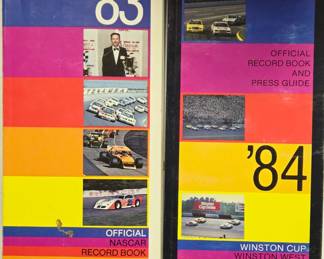 83
OFFICIAL
NASCAR
RECORD BOOK
OFFICIAL
RECORD BOOK
AND
PRESS GUIDE
'84
WINSTON CUP
WINSTON WEST